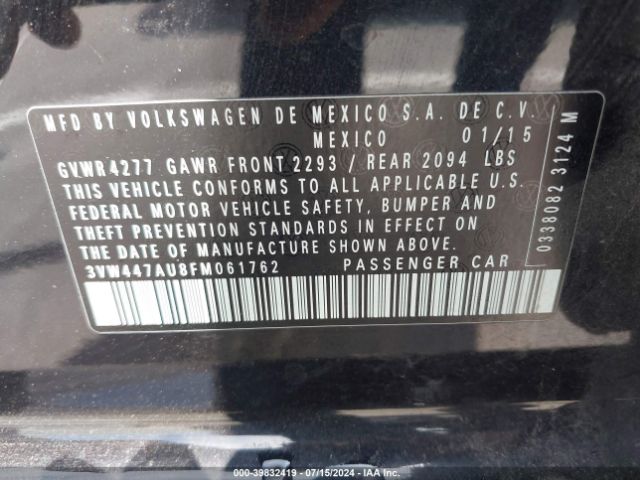 MFD BY VOLKSWAGEN DE MEXICO S.A. DE C.V.
MEXICO 01/15
GVWR 4277 GAWR FRONT 2293 / REAR 2094 LBS
THIS VEHICLE CONFORMS TO ALL APPLICABLE U.S.
FEDERAL MOTOR VEHICLE SAFETY, BUMPER AND
THEFT PREVENTION STANDARDS IN EFFECT ON
THE DATE OF MANUFACTURE SHOWN ABOVE.
3VW447AU8FM061762 PASSENGER CAR
0338082 3124 M
000-39832419 - 07/15/2024 - IAA Inc.